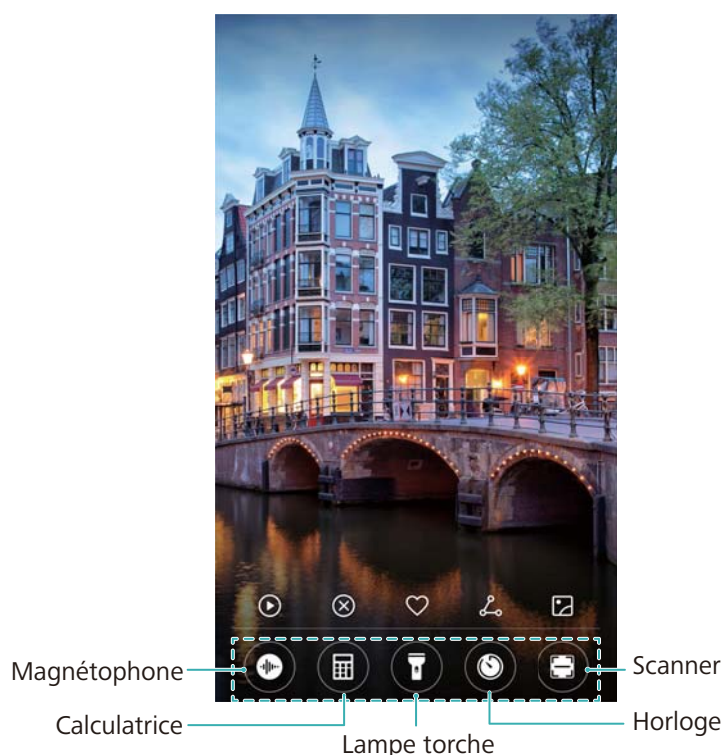 Magnétophone
Scanner
Calculatrice
Horloge
Lampe torche